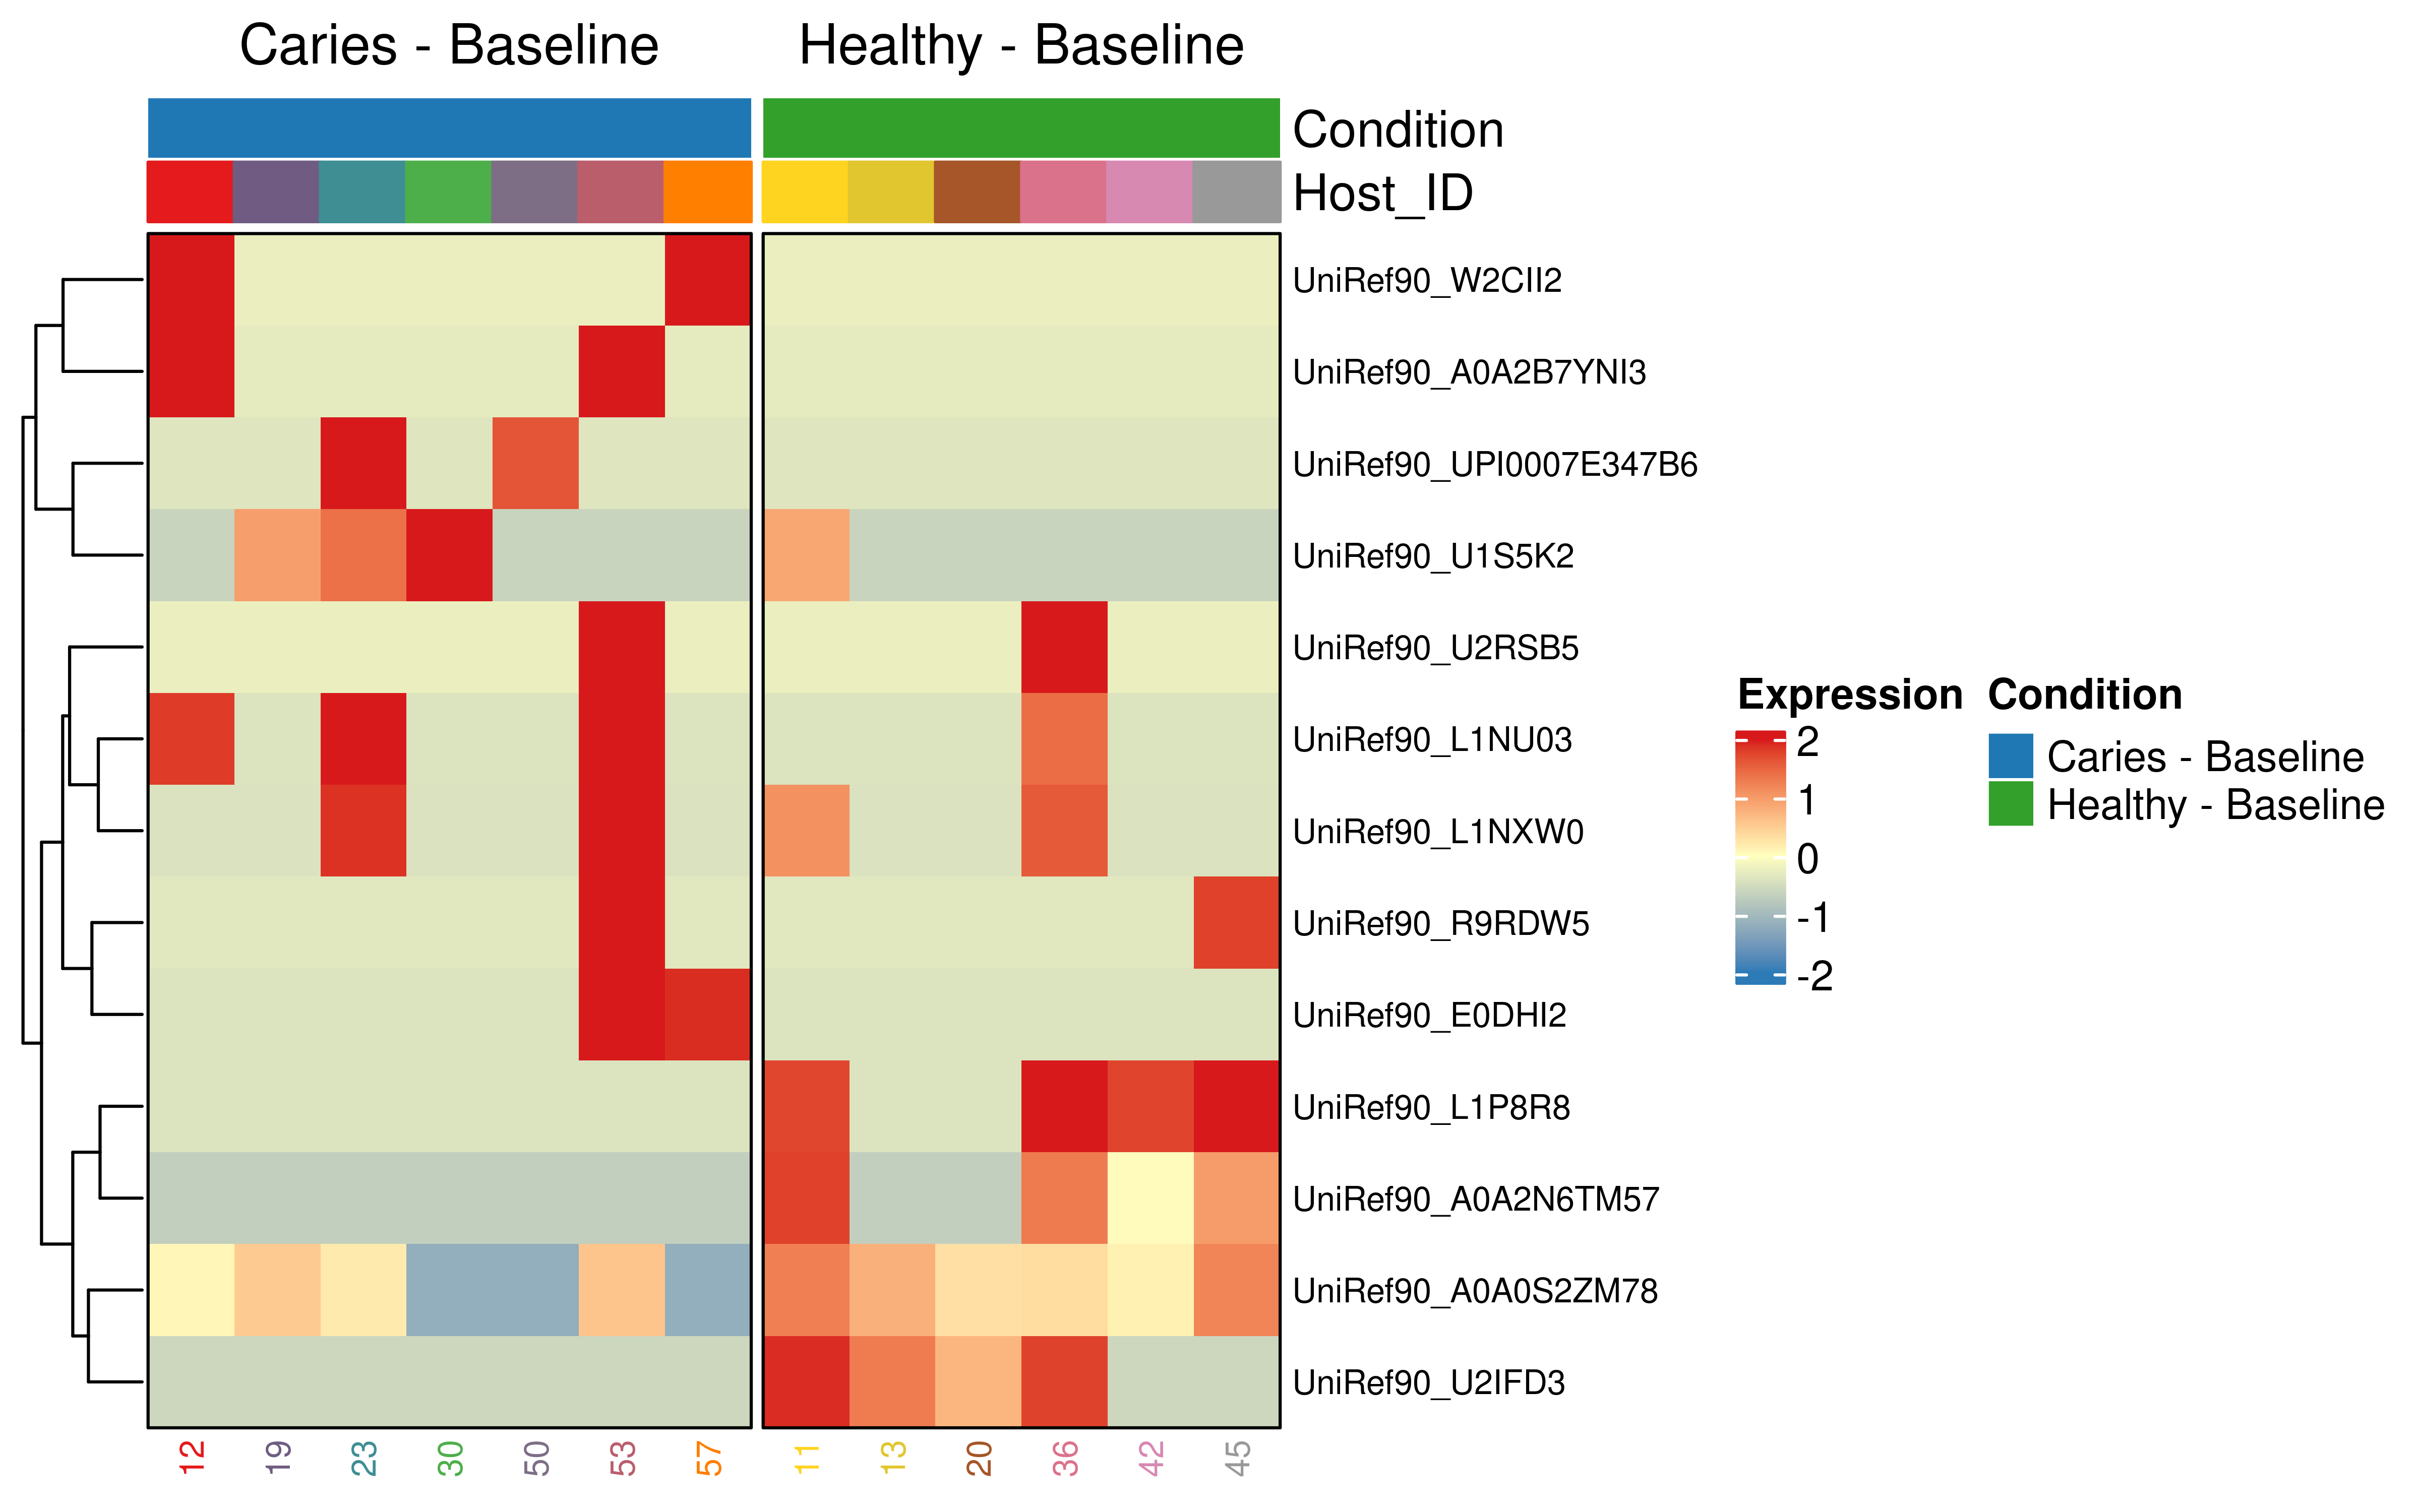 Caries - Baseline
Healthy - Baseline
Condition
Host_ID
UniRef90_W2CII2
UniRef90_A0A2B7YNI3
UniRef90_UPI0007E347B6
UniRef90_U1S5K2
UniRef90_U2RSB5
UniRef90_L1NU03
UniRef90_L1NXW0
UniRef90_R9RDW5
UniRef90_E0DHI2
UniRef90_L1P8R8
UniRef90_A0A2N6TM57
UniRef90_A0A0S2ZM78
UniRef90_U2IFD3
12
19
23
30
50
53
57
11
13
20
36
42
45
Expression
2
1
0
-1
-2
Condition
Caries - Baseline
Healthy - Baseline